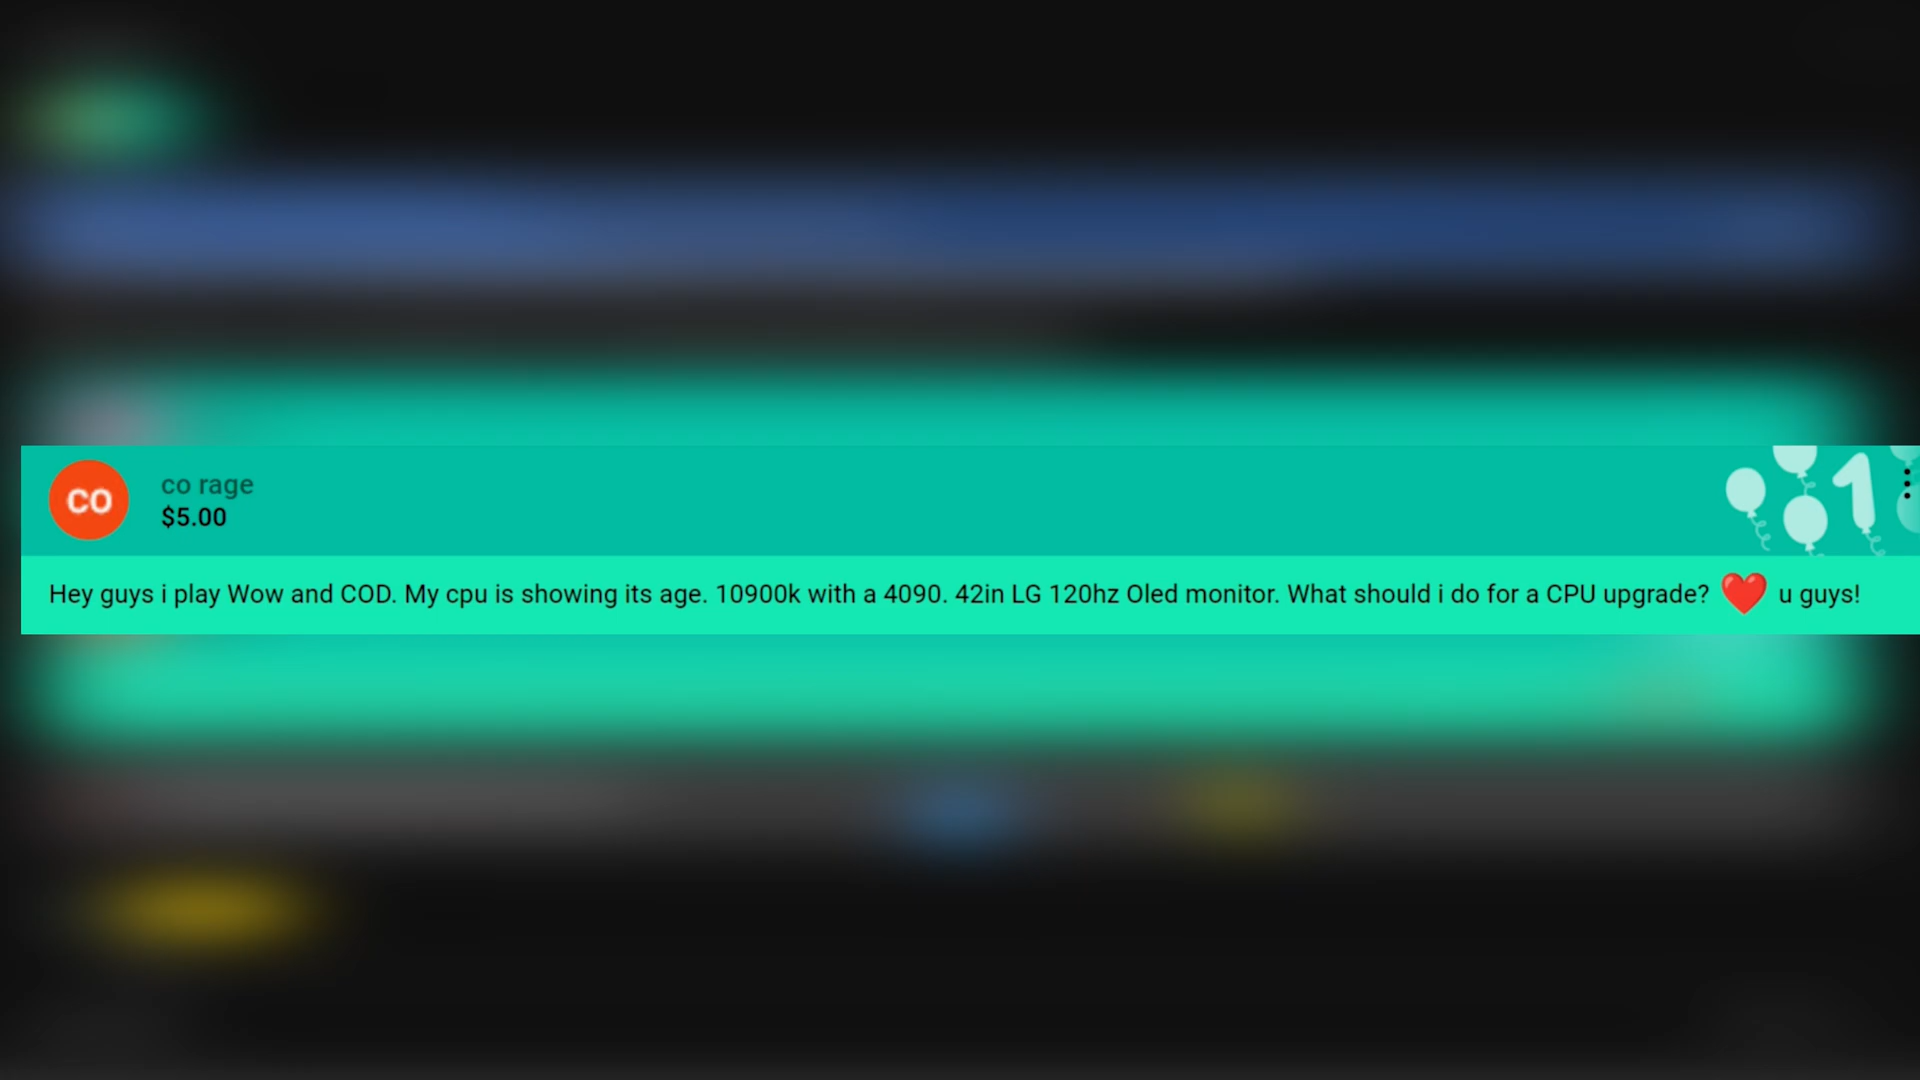 CO
co rage
$5.00
1
Hey guys i play Wow and COD. My cpu is showing its age. 10900k with a 4090. 42in LG 120hz Oled monitor. What should i do for a CPU upgrade? ❤️ u guys!